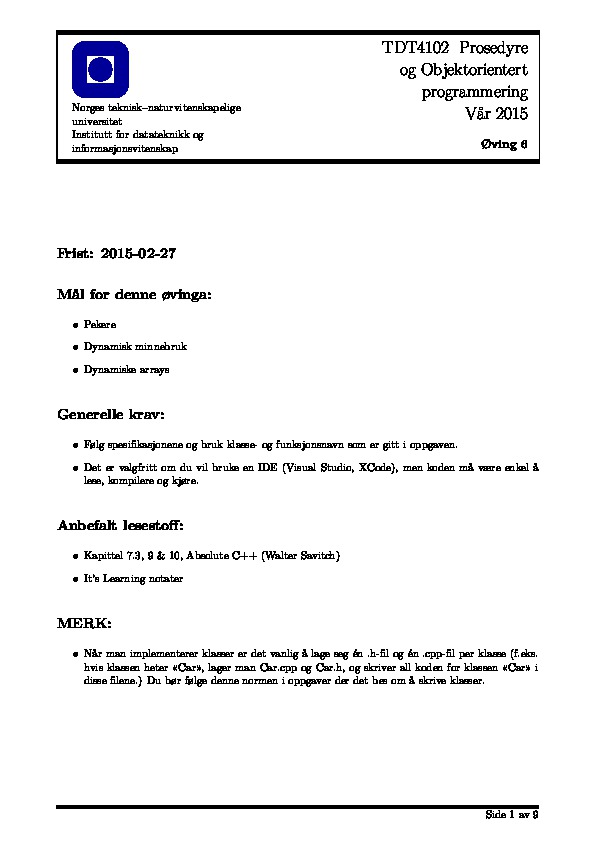 TDT4102 Prosedyre
og Objektorientert
programmering
Vår 2015
Øving 6
Norges teknisk–naturvitenskapelige
universitet
Institutt for datateknikk og
informasjonsvitenskap
Frist: 2015-02-27
Mål for denne øvinga:
• Pekere
• Dynamisk minnebruk
• Dynamiske arrays
Generelle krav:
• Følg spesifikasjonene og bruk klasse- og funksjonsnavn som er gitt i oppgaven.
• Det er valgfritt om du vil bruke en IDE (Visual Studio, XCode), men koden må være enkel å
lese, kompilere og kjøre.
Anbefalt lesestoff:
• Kapittel 7.3, 9 & 10, Absolute C++ (Walter Savitch)
• It's Learning notater
MERK:
• Når man implementerer klasser er det vanlig å lage seg én .h-fil og én .cpp-fil per klasse (f.eks.
hvis klassen heter «Car», lager man Car.cpp og Car.h, og skriver all koden for klassen «Car» i
disse filene.) Du bør følge denne normen i oppgaver der det bes om å skrive klasser.
Side 1 av 9